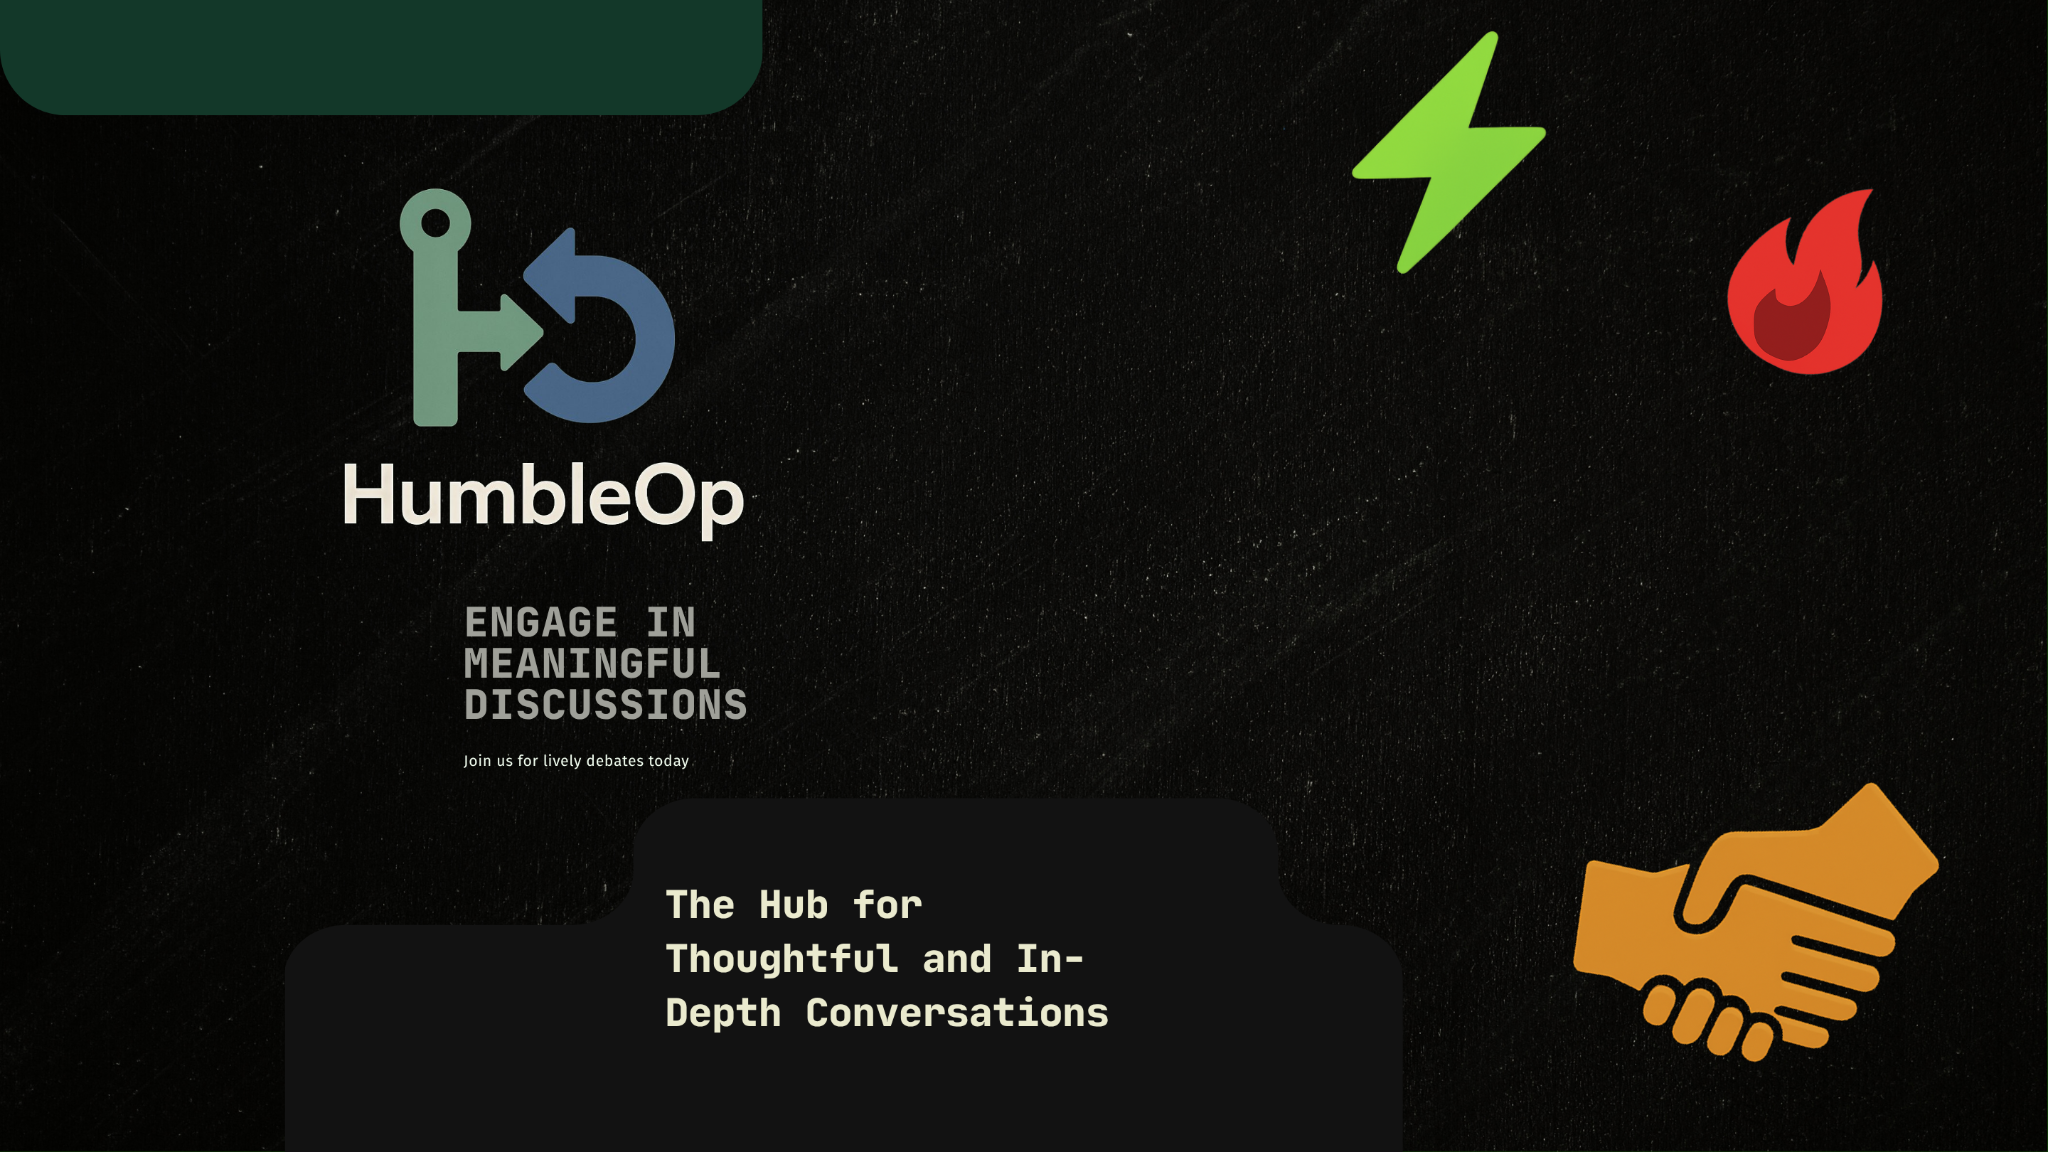 HumbleOp
ENGAGE IN
MEANINGFUL
DISCUSSIONS
Join us for lively debates today
The Hub for
Thoughtful and In-
Depth Conversations